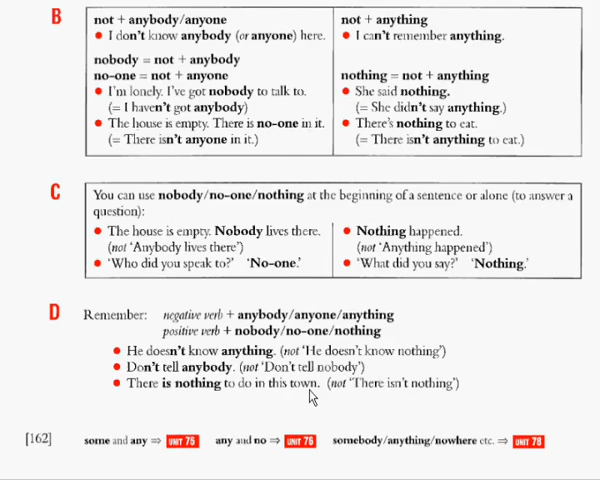 B
not + anybody/anyone
• I don't know anybody (or anyone) here.
nobody = not + anybody
no-one = not + anyone
• I'm lonely. I've got nobody to talk to.
(= I haven't got anybody)
• The house is empty. There is no-one in it.
(= There isn't anyone in it.)
not + anything
• I can't remember anything.
nothing = not + anything
• She said nothing.
(= She didn't say anything.)
• There's nothing to eat.
(= There isn't anything to eat.)
C
You can use nobody/no-one/nothing at the beginning of a sentence or alone (to answer a
question):
• The house is empty. Nobody lives there.
(not 'Anybody lives there')
• 'Who did you speak to?' 'No-one.'
• Nothing happened.
(not 'Anything happened')
• 'What did you say?' 'Nothing.'
D
Remember: negative verb + anybody/anyone/anything
positive verb + nobody/no-one/nothing
• He doesn't know anything. (not 'He doesn't know nothing')
• Don't tell anybody. (not 'Don't tell nobody')
• There is nothing to do in this town. (not 'There isn't nothing')
[162] some and any ⇒ UNIT 75 any and no ⇒ UNIT 76 somebody/anything/nowhere etc. ⇒ UNIT 78